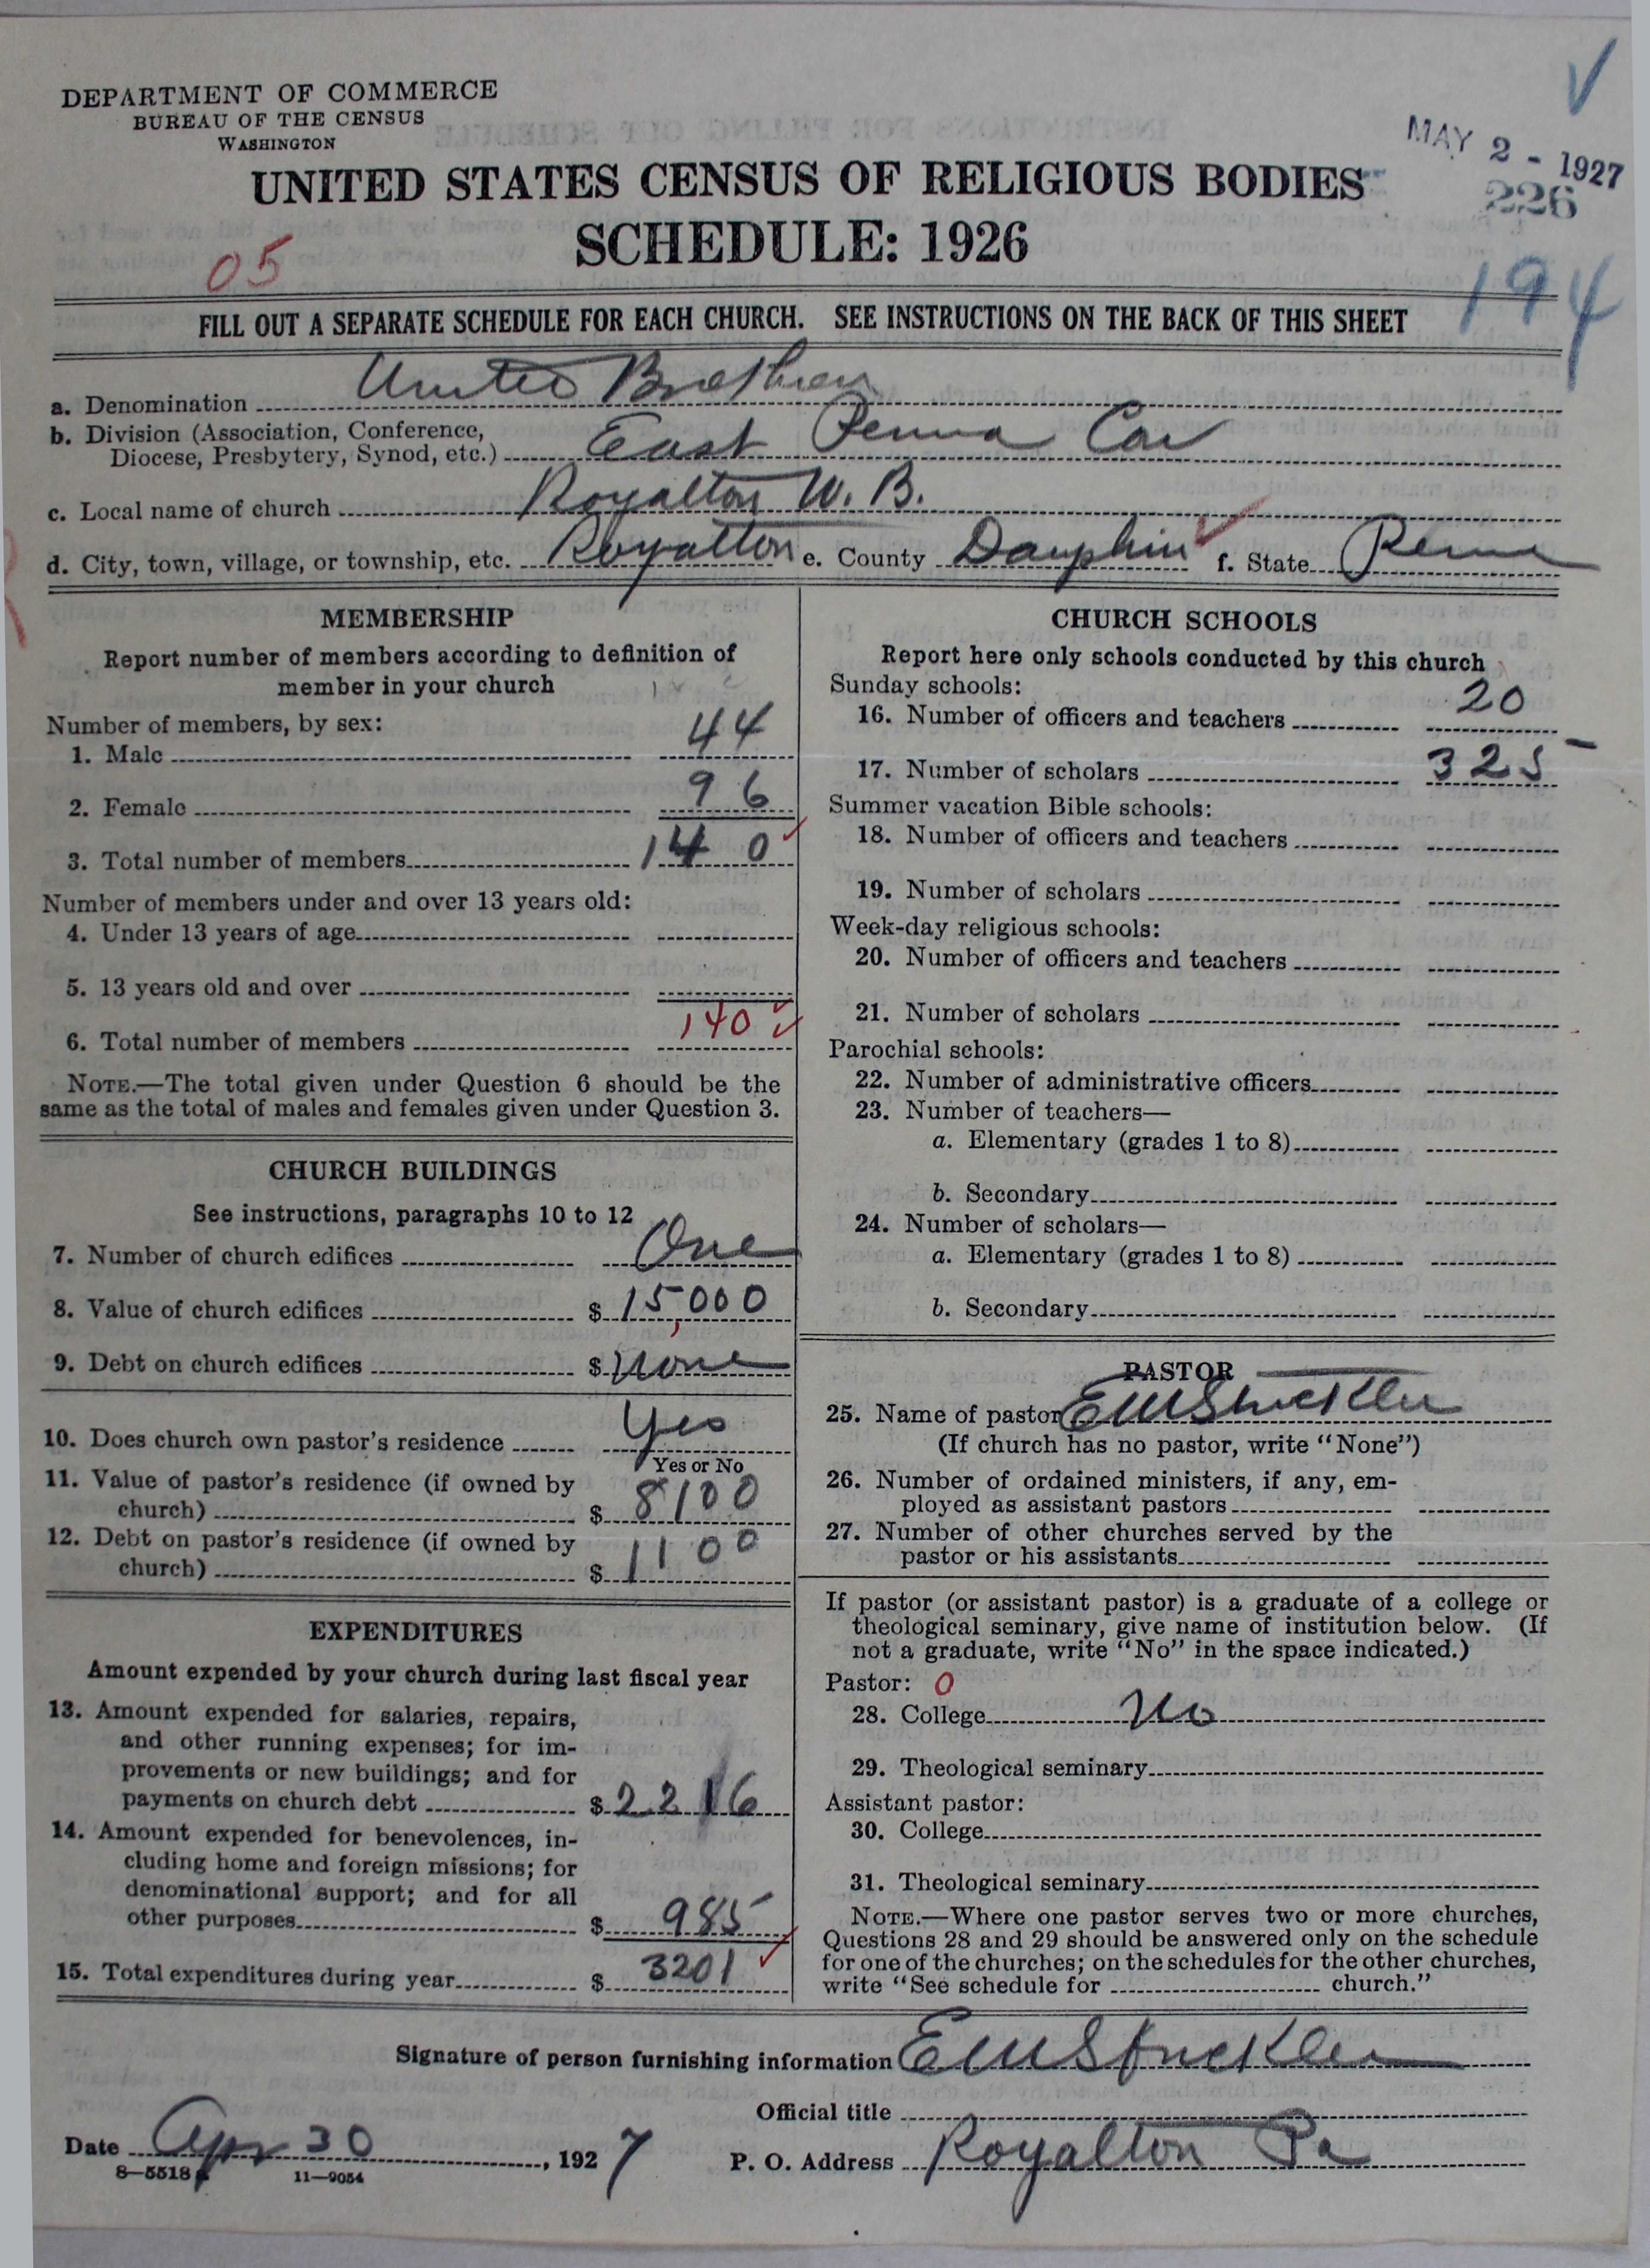 DEPARTMENT OF COMMERCE
BUREAU OF THE CENSUS
WASHINGTON
MAY 2 - 1927
226
UNITED STATES CENSUS OF RELIGIOUS BODIES
SCHEDULE: 1926
05
194
FILL OUT A SEPARATE SCHEDULE FOR EACH CHURCH. SEE INSTRUCTIONS ON THE BACK OF THIS SHEET
a. Denomination United Brethren
b. Division (Association, Conference,
Diocese, Presbytery, Synod, etc.) East Penna Con
c. Local name of church Royalton U. B.
d. City, town, village, or township, etc. Royalton e. County Dauphin f. State Penna
MEMBERSHIP
Report number of members according to definition of
member in your church
Number of members, by sex:
1. Male 44
2. Female 96
3. Total number of members 140
Number of members under and over 13 years old:
4. Under 13 years of age
5. 13 years old and over
6. Total number of members 140
NOTE.—The total given under Question 6 should be the
same as the total of males and females given under Question 3.
CHURCH BUILDINGS
See instructions, paragraphs 10 to 12
7. Number of church edifices One
8. Value of church edifices $ 15,000
9. Debt on church edifices $ None
10. Does church own pastor's residence Yes
Yes or No
11. Value of pastor's residence (if owned by
church) $ 8100
12. Debt on pastor's residence (if owned by
church) $ 1100
EXPENDITURES
Amount expended by your church during last fiscal year
13. Amount expended for salaries, repairs,
and other running expenses; for im-
provements or new buildings; and for
payments on church debt $ 2216
14. Amount expended for benevolences, in-
cluding home and foreign missions; for
denominational support; and for all
other purposes $ 985
15. Total expenditures during year $ 3201
CHURCH SCHOOLS
Report here only schools conducted by this church
Sunday schools:
16. Number of officers and teachers 20
17. Number of scholars 325
Summer vacation Bible schools:
18. Number of officers and teachers
19. Number of scholars
Week-day religious schools:
20. Number of officers and teachers
21. Number of scholars
Parochial schools:
22. Number of administrative officers
23. Number of teachers—
a. Elementary (grades 1 to 8)
b. Secondary
24. Number of scholars—
a. Elementary (grades 1 to 8)
b. Secondary
PASTOR
25. Name of pastor E M Strickler
(If church has no pastor, write "None")
26. Number of ordained ministers, if any, em-
ployed as assistant pastors
27. Number of other churches served by the
pastor or his assistants
If pastor (or assistant pastor) is a graduate of a college or
theological seminary, give name of institution below. (If
not a graduate, write "No" in the space indicated.)
Pastor: 0
28. College No
29. Theological seminary
Assistant pastor:
30. College
31. Theological seminary
NOTE.—Where one pastor serves two or more churches,
Questions 28 and 29 should be answered only on the schedule
for one of the churches; on the schedules for the other churches,
write "See schedule for church."
Signature of person furnishing information E M Strickler
Official title
Date Apr 30, 1927
P. O. Address Royalton Pa
8—5518
11—9054